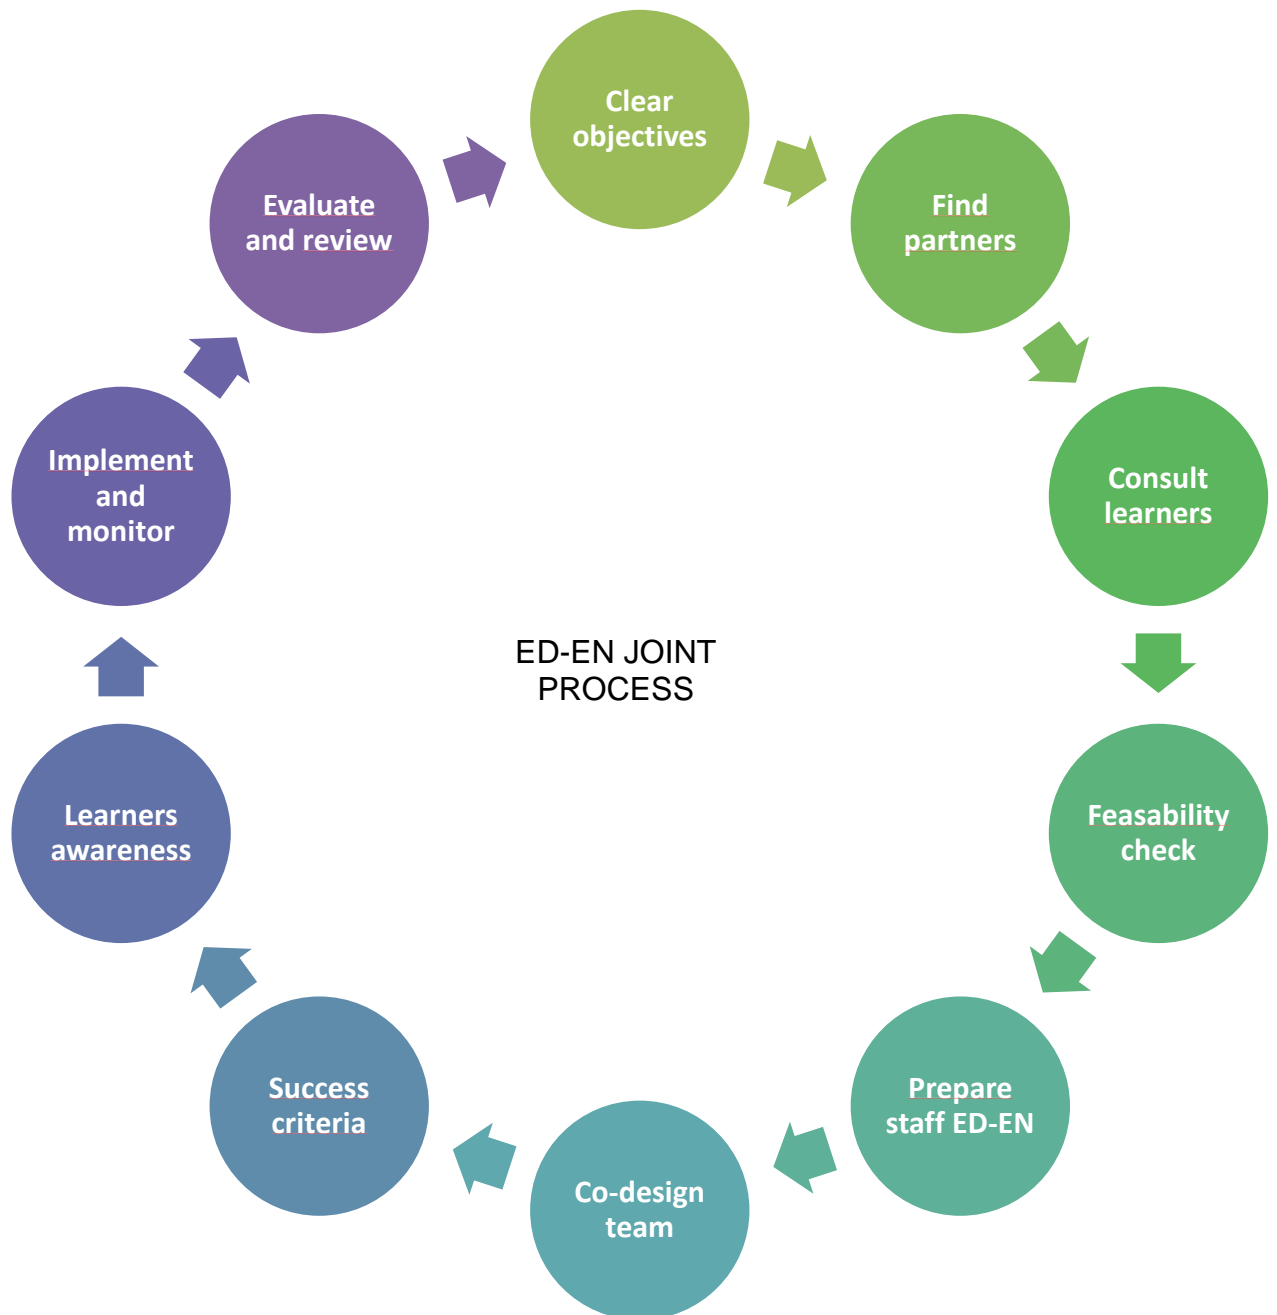 Clear
objectives
Find
partners
Consult
learners
Feasability
check
Prepare
staff ED-EN
Co-design
team
Success
criteria
Learners
awareness
Implement
and
monitor
Evaluate
and review
ED-EN JOINT
PROCESS